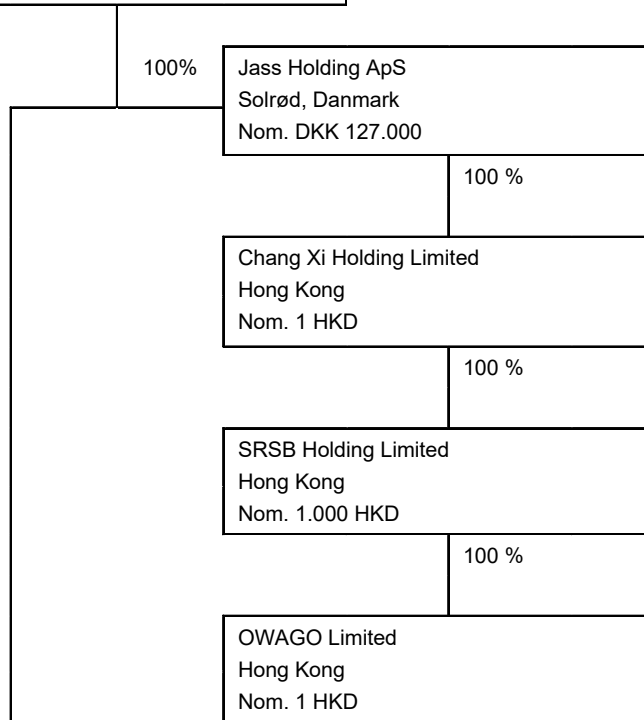 100%
Jass Holding ApS
Solrød, Danmark
Nom. DKK 127.000
100 %
Chang Xi Holding Limited
Hong Kong
Nom. 1 HKD
100 %
SRSB Holding Limited
Hong Kong
Nom. 1.000 HKD
100 %
OWAGO Limited
Hong Kong
Nom. 1 HKD